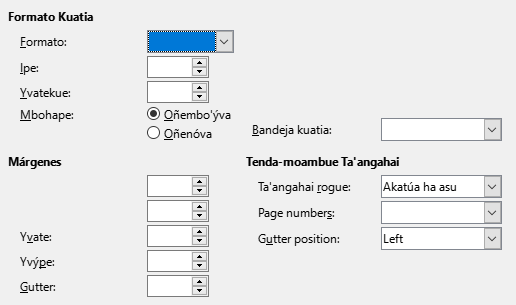 Formato Kuatia
Formato:
Ipe:
Yvatekue:
Mbohape:
Oñembo'ýva
Oñenóva
Bandeja kuatia:
Márgenes
Yvate:
Yvýpe:
Gutter:
Tenda-moambue Ta'angahai
Ta'angahai rogue:
Akatúa ha asu
Page numbers:
Gutter position:
Left